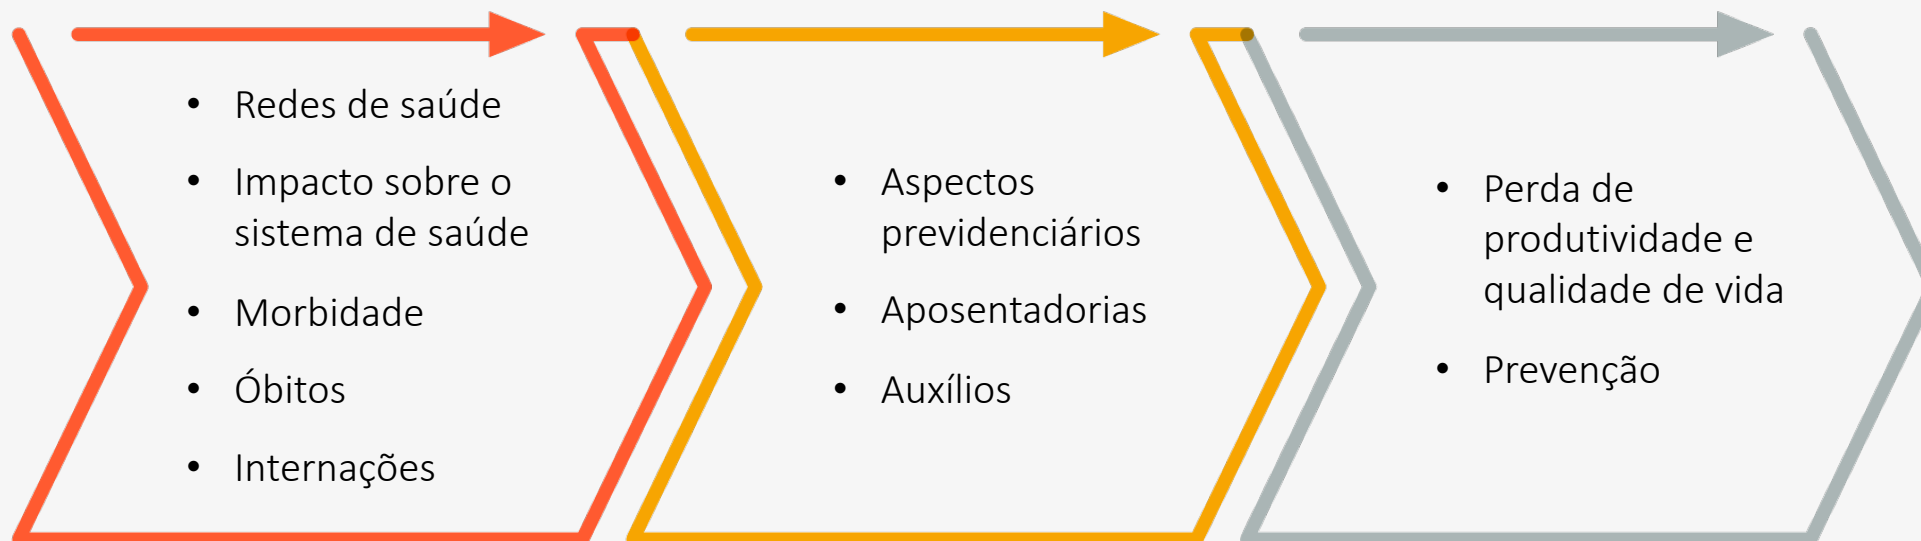 • Redes de saúde
• Impacto sobre o
sistema de saúde
• Morbidade
• Óbitos
• Internações
• Aspectos
previdenciários
• Aposentadorias
• Auxílios
• Perda de
produtividade e
qualidade de vida
• Prevenção